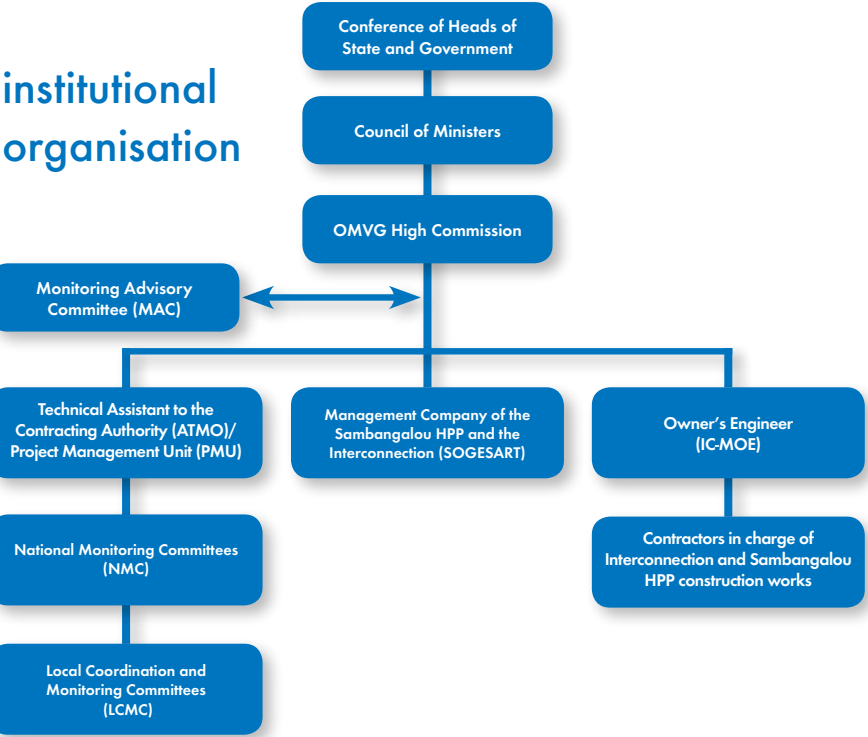 institutional
organisation
Conference of Heads of
State and Government
Council of Ministers
OMVG High Commission
Monitoring Advisory
Committee (MAC)
Technical Assistant to the
Contracting Authority (ATMO)/
Project Management Unit (PMU)
Management Company of the
Sambangalou HPP and the
Interconnection (SOGESART)
Owner's Engineer
(IC-MOE)
National Monitoring Committees
(NMC)
Contractors in charge of
Interconnection and Sambangalou
HPP construction works
Local Coordination and
Monitoring Committees
(LCMC)